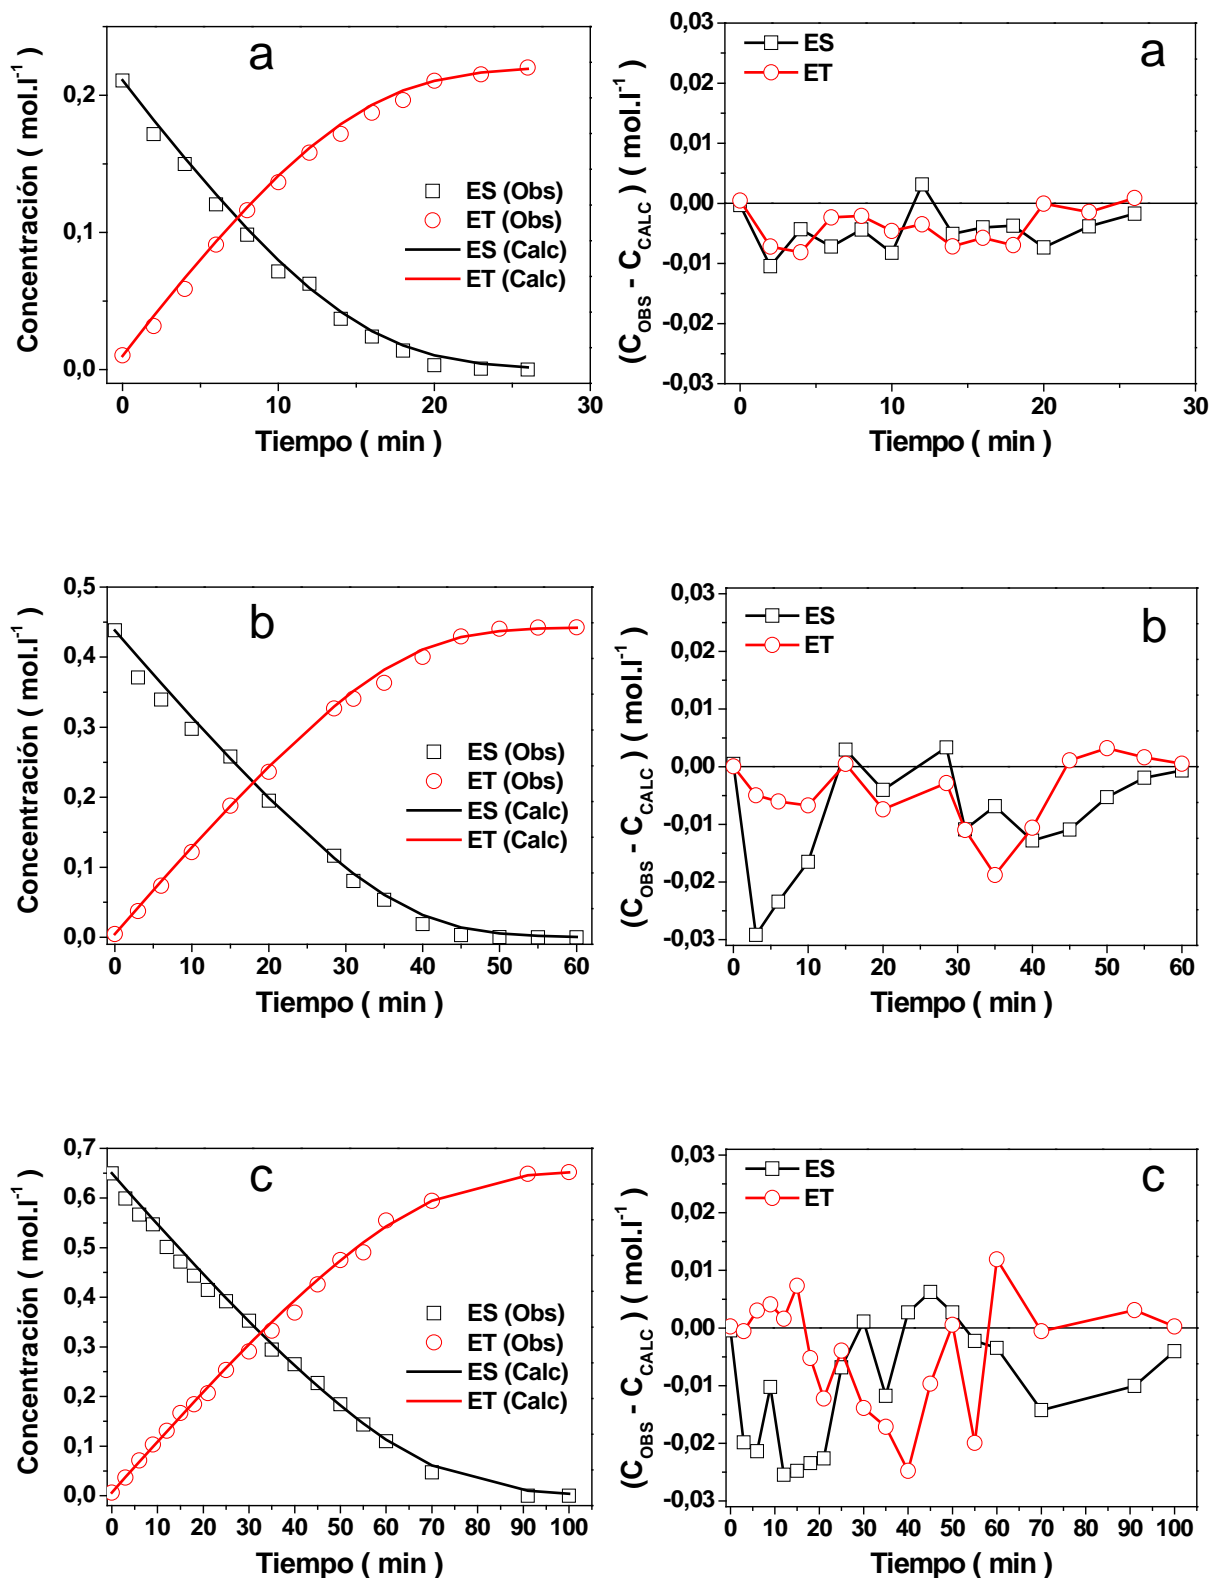 a
Concentración ( mol.l-1 )
0,2
0,1
0,0
ES (Obs)
ET (Obs)
ES (Calc)
ET (Calc)
0 10 20 30
Tiempo ( min )
a
(COBS - CCALC) ( mol.l-1)
0,03
0,02
0,01
0,00
-0,01
-0,02
-0,03
ES
ET
0 10 20 30
Tiempo ( min )
b
Concentración ( mol.l-1 )
0,5
0,4
0,3
0,2
0,1
0,0
ES (Obs)
ET (Obs)
ES (Calc)
ET (Calc)
0 10 20 30 40 50 60
Tiempo ( min )
b
(COBS - CCALC) ( mol.l-1)
0,03
0,02
0,01
0,00
-0,01
-0,02
-0,03
ES
ET
0 10 20 30 40 50 60
Tiempo ( min )
c
Concentración ( mol.l-1 )
0,7
0,6
0,5
0,4
0,3
0,2
0,1
0,0
ES (Obs)
ET (Obs)
ES (Calc)
ET (Calc)
0 10 20 30 40 50 60 70 80 90 100
Tiempo ( min )
c
(COBS - CCALC) ( mol.l-1)
0,03
0,02
0,01
0,00
-0,01
-0,02
-0,03
ES
ET
0 10 20 30 40 50 60 70 80 90 100
Tiempo ( min )